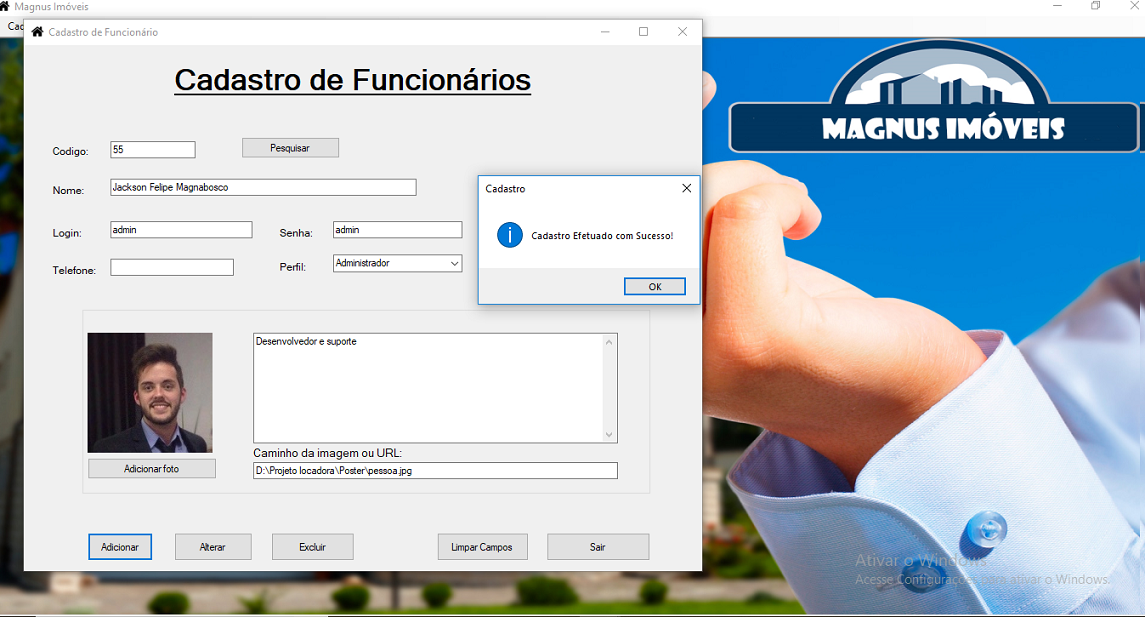 Magnus Imóveis
Cad
Cadastro de Funcionário
MAGNUS IMÓVEIS
Cadastro de Funcionários
Codigo: 55 Pesquisar
Nome: Jackson Felipe Magnabosco
Login: admin Senha: admin
Telefone: Perfil: Administrador
Cadastro
Cadastro Efetuado com Sucesso!
OK
Desenvolvedor e suporte
Caminho da imagem ou URL:
Adicionar foto D:\Projeto locadora\Poster\pessoa.jpg
Adicionar Alterar Excluir Limpar Campos Sair
Ativar o Windows
Acesse Configurações para ativar o Windows.